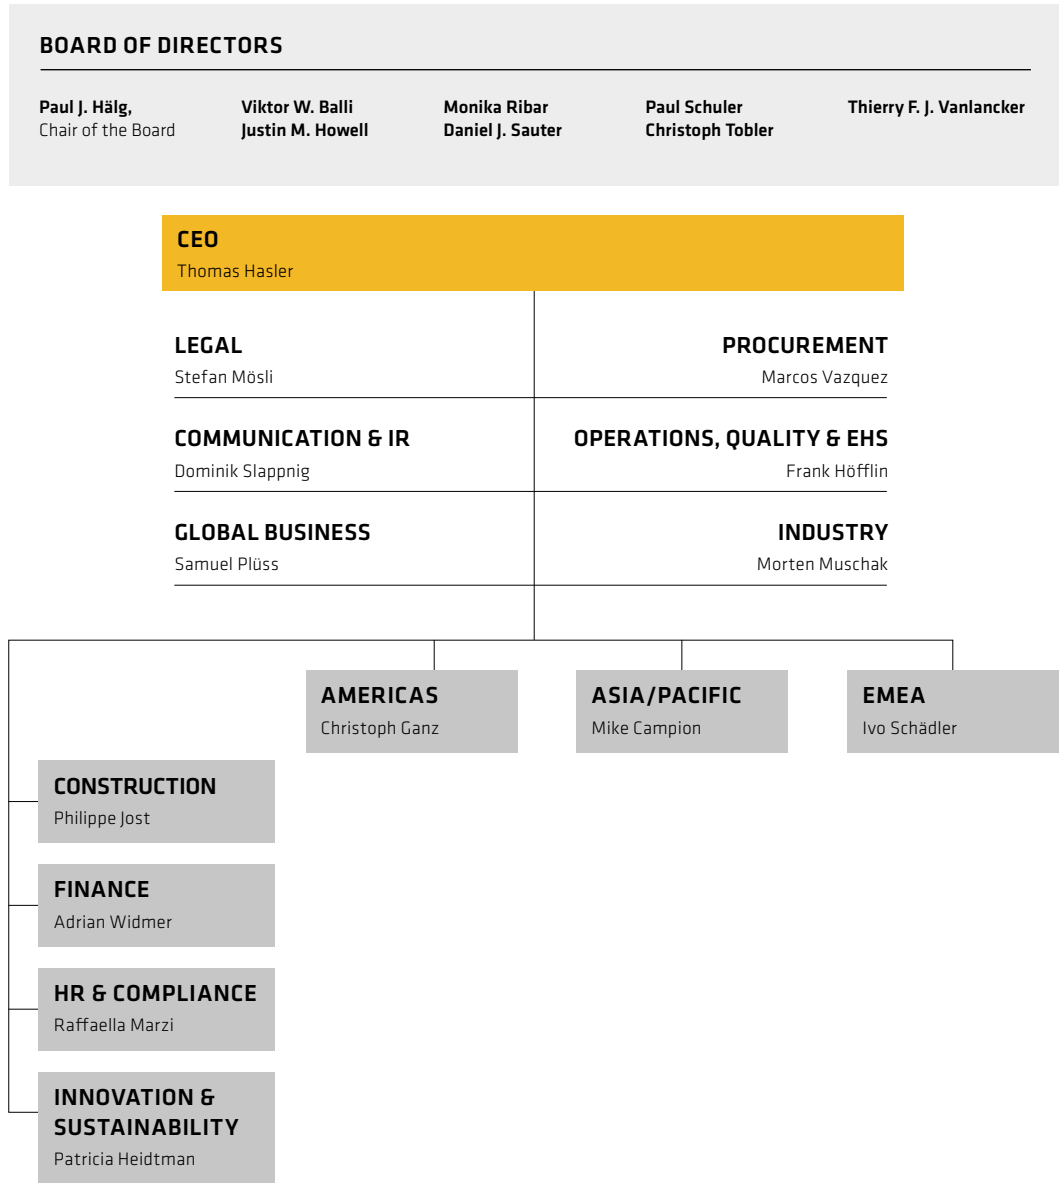 BOARD OF DIRECTORS
Paul J. Hälg,
Chair of the Board
Viktor W. Balli
Justin M. Howell
Monika Ribar
Daniel J. Sauter
Paul Schuler
Christoph Tobler
Thierry F. J. Vanlancker
CEO
Thomas Hasler
LEGAL
Stefan Mösli
PROCUREMENT
Marcos Vazquez
COMMUNICATION & IR
Dominik Slappnig
OPERATIONS, QUALITY & EHS
Frank Höfflin
GLOBAL BUSINESS
Samuel Plüss
INDUSTRY
Morten Muschak
AMERICAS
Christoph Ganz
ASIA/PACIFIC
Mike Campion
EMEA
Ivo Schädler
CONSTRUCTION
Philippe Jost
FINANCE
Adrian Widmer
HR & COMPLIANCE
Raffaella Marzi
INNOVATION &
SUSTAINABILITY
Patricia Heidtman